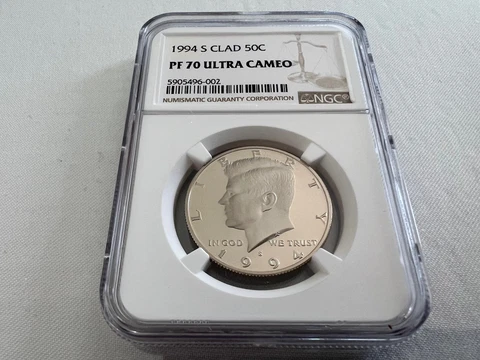 1994 S CLAD 50C
PF 70 ULTRA CAMEO
5905496-002
NUMISMATIC GUARANTY CORPORATION
NGC®
LIBERTY
IN GOD WE TRUST
S
1994